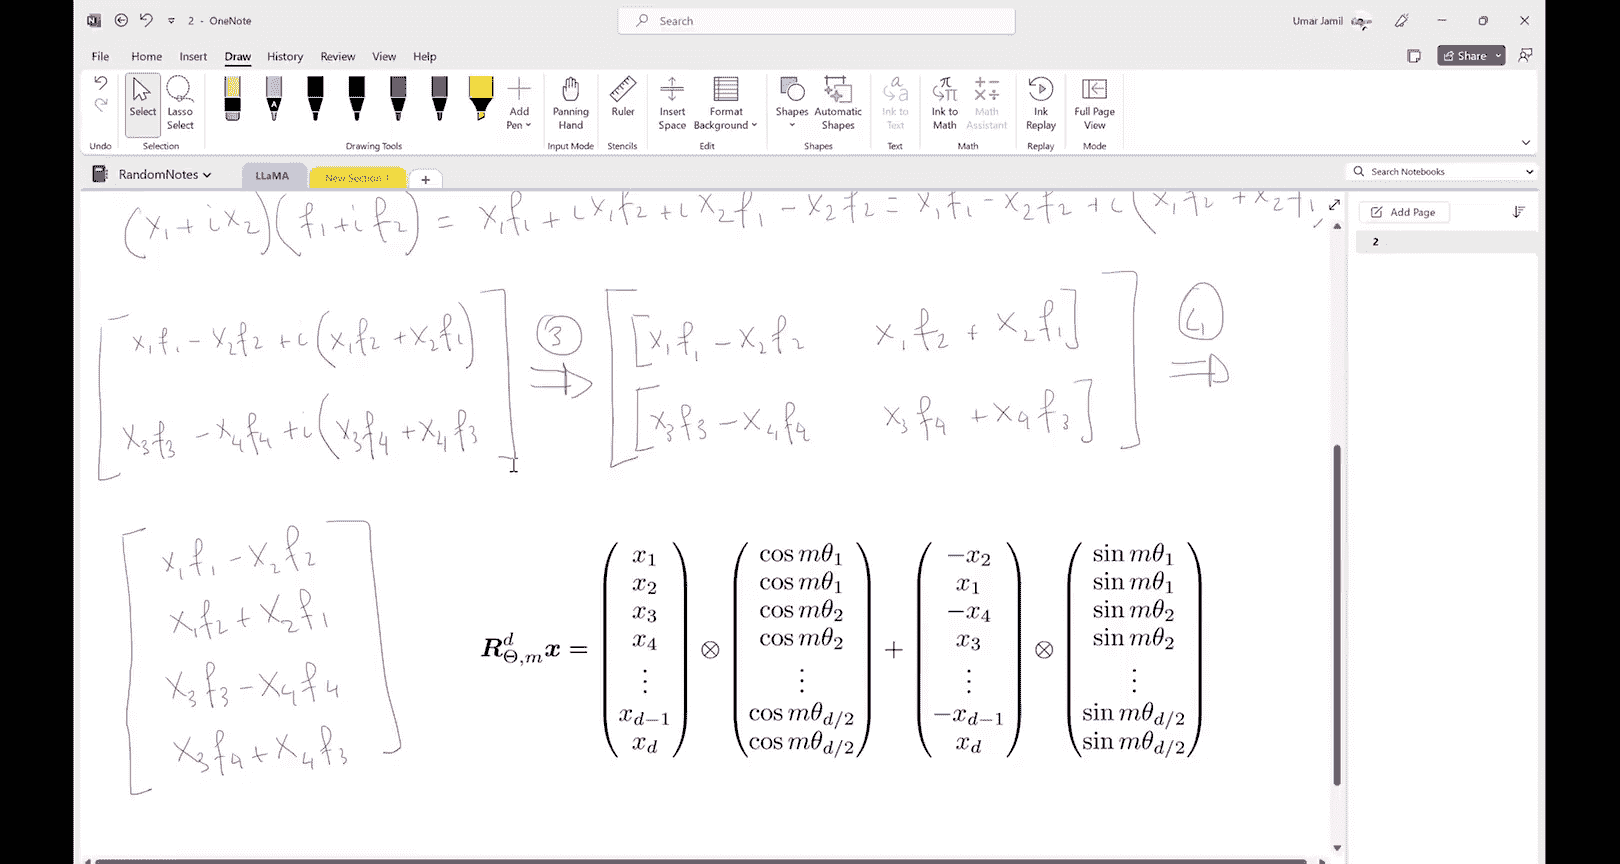 2 - OneNote
Search
Umar Jamil
File Home Insert Draw History Review View Help
Share
Undo
Select
Lasso Select
Selection
Drawing Tools
Add Pen
Panning Hand
Input Mode
Ruler
Stencils
Insert Space
Format Background
Edit
Shapes
Automatic Shapes
Shapes
Ink to Text
Text
Ink to Math
Math Assistant
Math
Ink Replay
Replay
Full Page View
Mode
RandomNotes
LLaMA
New Section 1
+
Search Notebooks
Add Page
2
(x₁ + ix₂)(f₁ + if₂) = x₁f₁ + ix₁f₂ + ix₂f₁ - x₂f₂ = x₁f₁ - x₂f₂ + i(x₁f₂ + x₂f₁
[x₁f₁ - x₂f₂ + i(x₁f₂ + x₂f₁)
x₃f₃ - x₄f₄ + i(x₃f₄ + x₄f₃]
③ ⇒
[[x₁f₁ - x₂f₂ x₁f₂ + x₂f₁]
[x₃f₃ - x₄f₄ x₃f₄ + x₄f₃]]
④ ⇒
[x₁f₁ - x₂f₂
x₁f₂ + x₂f₁
x₃f₃ - x₄f₄
x₃f₄ + x₄f₃]
R^d_{Θ,m}x =
(x₁
x₂
x₃
x₄
⋮
x_{d−1}
x_d)
⊗
(cos mθ₁
cos mθ₁
cos mθ₂
cos mθ₂
⋮
cos mθ_{d/2}
cos mθ_{d/2})
+
(−x₂
x₁
−x₄
x₃
⋮
−x_{d−1}
x_d)
⊗
(sin mθ₁
sin mθ₁
sin mθ₂
sin mθ₂
⋮
sin mθ_{d/2}
sin mθ_{d/2})